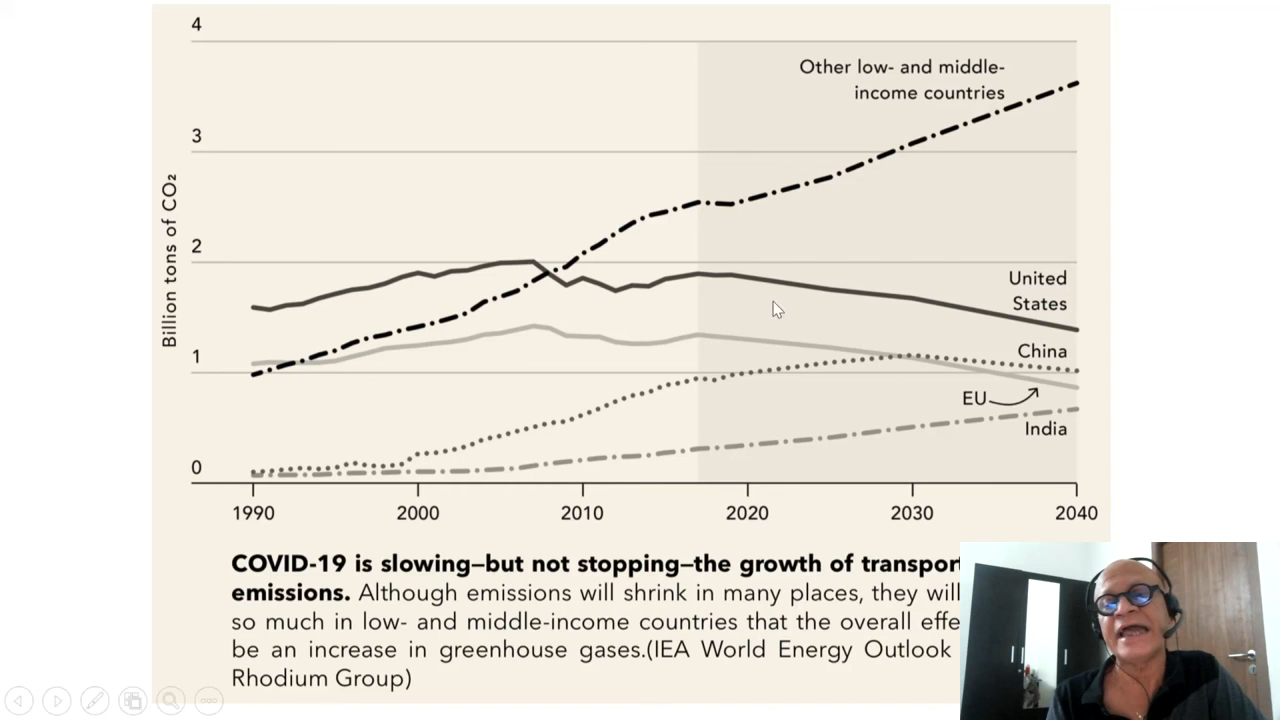 4
Other low- and middle-
income countries
3
Billion tons of CO₂
2
United
States
1
China
EU
India
0
1990 2000 2010 2020 2030 2040
COVID-19 is slowing—but not stopping—the growth of transport
emissions. Although emissions will shrink in many places, they will
so much in low- and middle-income countries that the overall
be an increase in greenhouse gases.(IEA World Energy Outlook
Rhodium Group)